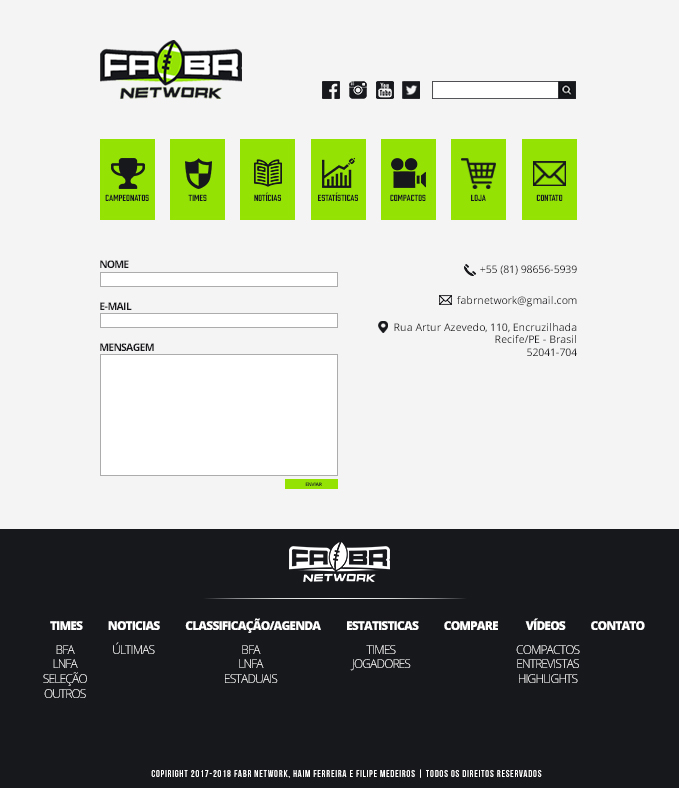 FABR
NETWORK
You
Tube
CAMPEONATOS
TIMES
NOTÍCIAS
ESTATÍSTICAS
COMPACTOS
LOJA
CONTATO
NOME
E-MAIL
MENSAGEM
ENVIAR
+55 (81) 98656-5939
fabrnetwork@gmail.com
Rua Artur Azevedo, 110, Encruzilhada
Recife/PE - Brasil
52041-704
FABR
NETWORK
TIMES
BFA
LNFA
SELEÇÃO
OUTROS
NOTICIAS
ÚLTIMAS
CLASSIFICAÇÃO/AGENDA
BFA
LNFA
ESTADUAIS
ESTATISTICAS
TIMES
JOGADORES
COMPARE
VÍDEOS
COMPACTOS
ENTREVISTAS
HIGHLIGHTS
CONTATO
COPIRIGHT 2017-2018 FABR NETWORK, HAIM FERREIRA E FILIPE MEDEIROS | TODOS OS DIREITOS RESERVADOS